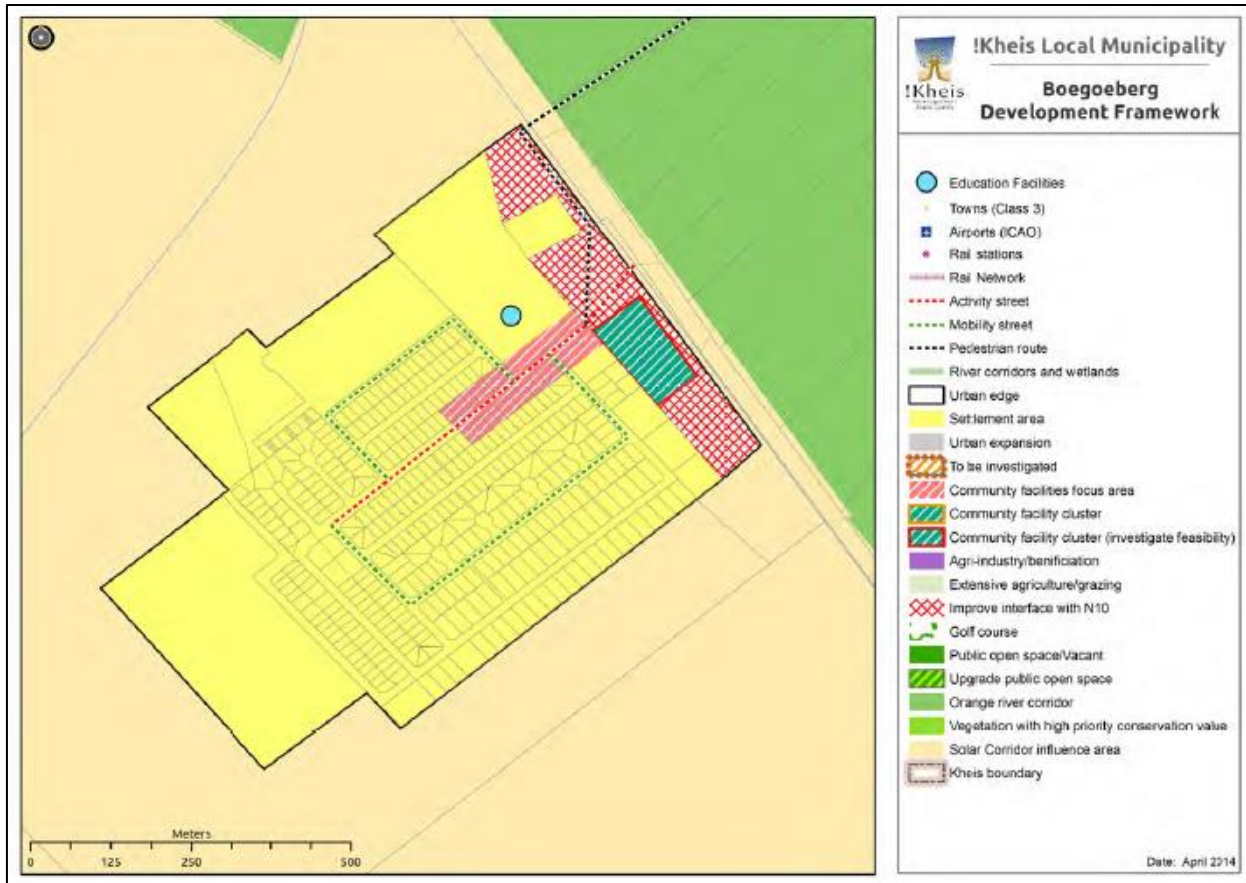 !Kheis Local Municipality
!Kheis
Boegoeberg
Development Framework
Education Facilities
Towns (Class 3)
Airports (ICAO)
Rail stations
Rail Network
Activity street
Mobility street
Pedestrian route
River corridors and wetlands
Urban edge
Settlement area
Urban expansion
To be investigated
Community facilities focus area
Community facility cluster
Community facility cluster (investigate feasibility)
Agri-industry/benificiation
Extensive agriculture/grazing
Improve interface with N10
Golf course
Public open space/Vacant
Upgrade public open space
Orange river corridor
Vegetation with high priority conservation value
Solar Corridor influence area
Kheis boundary
Meters
0 125 250 500
Date: April 2014